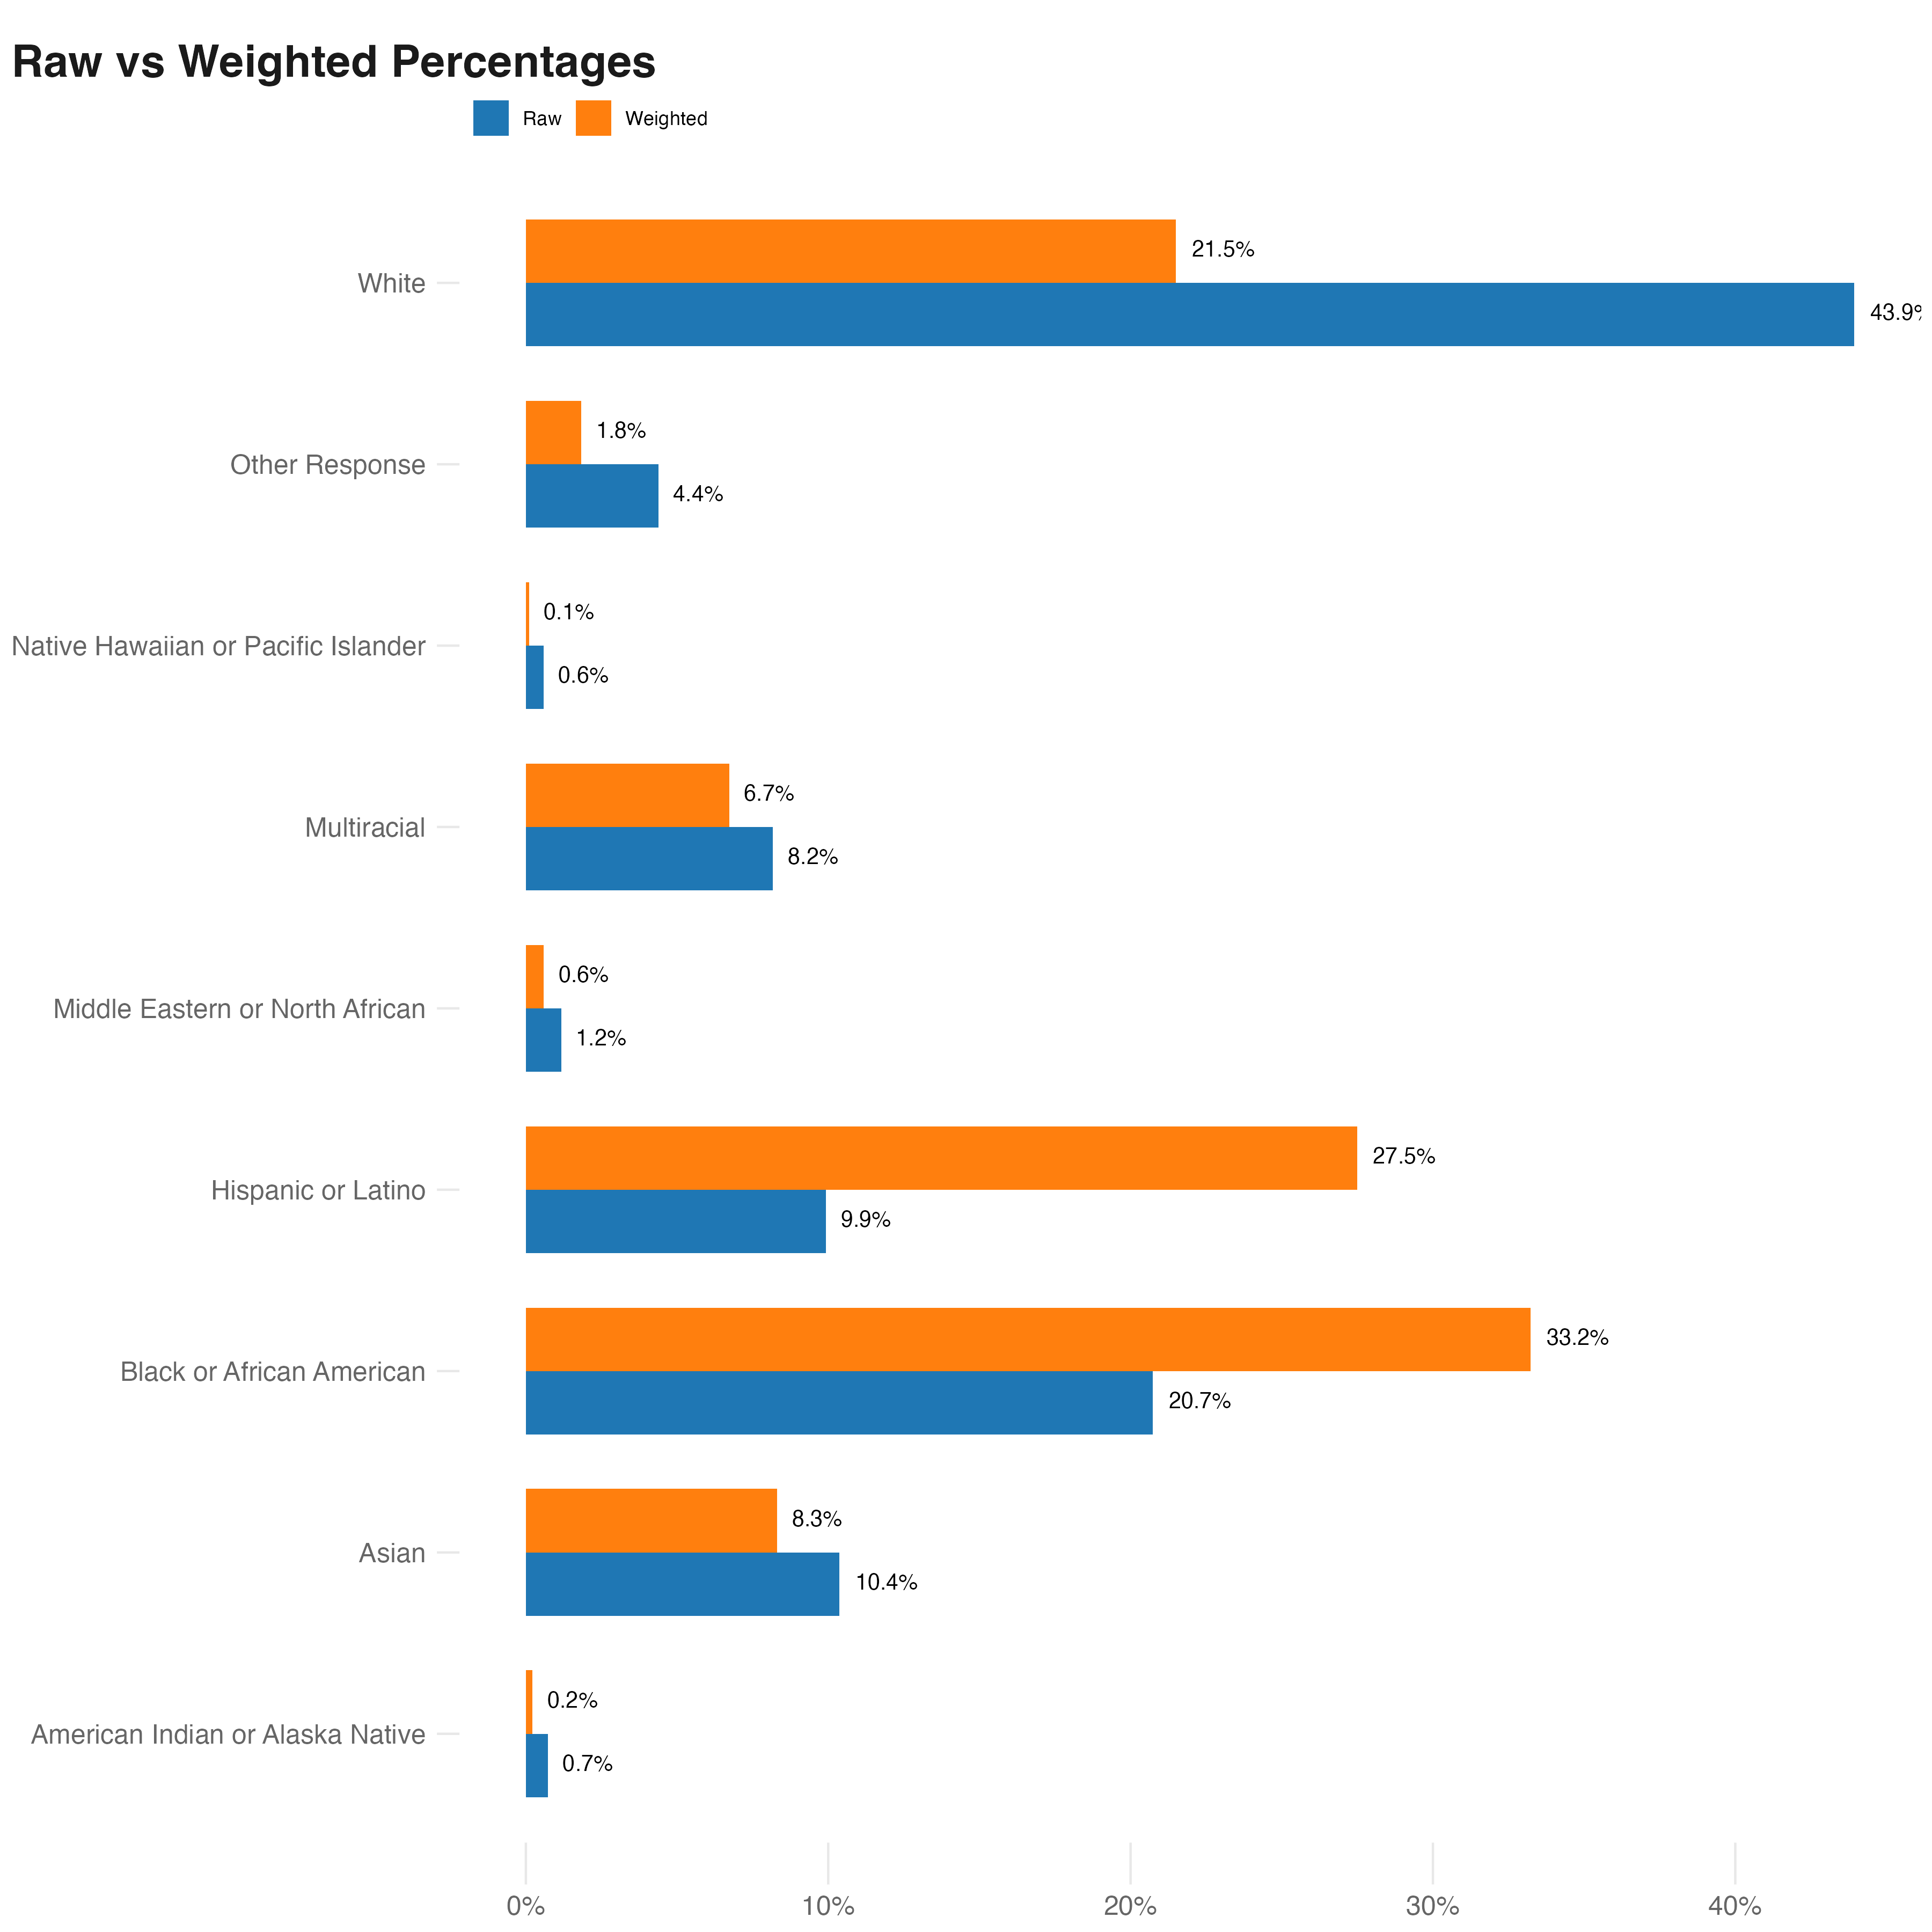 Raw vs Weighted Percentages
Raw Weighted
21.5%
White
43.9%
1.8%
Other Response
4.4%
0.1%
Native Hawaiian or Pacific Islander
0.6%
6.7%
Multiracial
8.2%
0.6%
Middle Eastern or North African
1.2%
27.5%
Hispanic or Latino
9.9%
33.2%
Black or African American
20.7%
8.3%
Asian
10.4%
0.2%
American Indian or Alaska Native
0.7%
0% 10% 20% 30% 40%